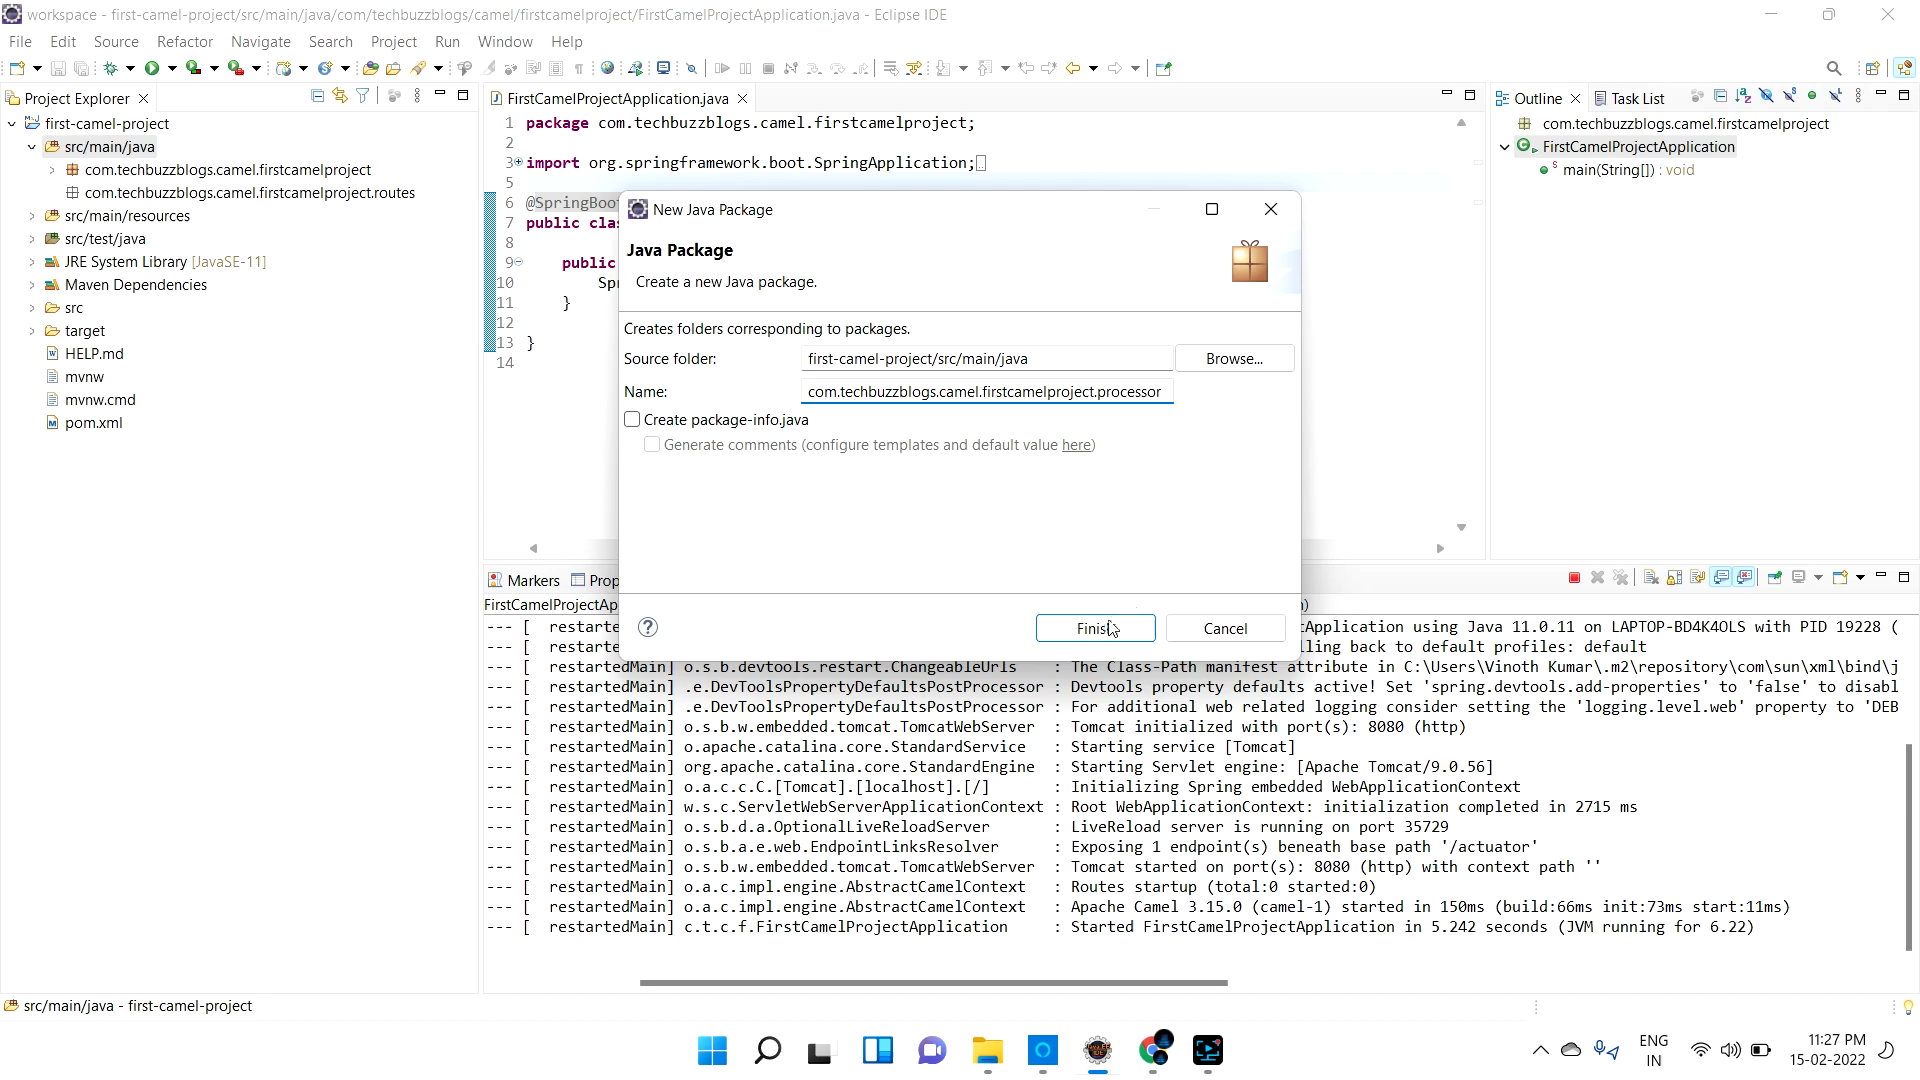 workspace - first-camel-project/src/main/java/com/techbuzzblogs/camel/firstcamelproject/FirstCamelProjectApplication.java - Eclipse IDE
File Edit Source Refactor Navigate Search Project Run Window Help
Project Explorer
first-camel-project
src/main/java
com.techbuzzblogs.camel.firstcamelproject
com.techbuzzblogs.camel.firstcamelproject.routes
src/main/resources
src/test/java
JRE System Library [JavaSE-11]
Maven Dependencies
src
target
HELP.md
mvnw
mvnw.cmd
pom.xml
FirstCamelProjectApplication.java
1 package com.techbuzzblogs.camel.firstcamelproject;
2
3 import org.springframework.boot.SpringApplication;
5
6 @SpringBoo
7 public cla
8
9 public
10 Sp
11 }
12
13 }
14
Outline Task List
com.techbuzzblogs.camel.firstcamelproject
FirstCamelProjectApplication
main(String[]) : void
New Java Package
Java Package
Create a new Java package.
Creates folders corresponding to packages.
Source folder: first-camel-project/src/main/java Browse...
Name: com.techbuzzblogs.camel.firstcamelproject.processor
Create package-info.java
Generate comments (configure templates and default value here)
Finish Cancel
Markers Prop
FirstCamelProjectAp
--- [ restarte tApplication using Java 11.0.11 on LAPTOP-BD4K4OLS with PID 19228 (
--- [ restarte lling back to default profiles: default
--- [ restartedMain] o.s.b.devtools.restart.ChangeableUrls : The Class-Path manifest attribute in C:\Users\Vinoth Kumar\.m2\repository\com\sun\xml\bind\j
--- [ restartedMain] .e.DevToolsPropertyDefaultsPostProcessor : Devtools property defaults active! Set 'spring.devtools.add-properties' to 'false' to disabl
--- [ restartedMain] .e.DevToolsPropertyDefaultsPostProcessor : For additional web related logging consider setting the 'logging.level.web' property to 'DEB
--- [ restartedMain] o.s.b.w.embedded.tomcat.TomcatWebServer : Tomcat initialized with port(s): 8080 (http)
--- [ restartedMain] o.apache.catalina.core.StandardService : Starting service [Tomcat]
--- [ restartedMain] org.apache.catalina.core.StandardEngine : Starting Servlet engine: [Apache Tomcat/9.0.56]
--- [ restartedMain] o.a.c.c.C.[Tomcat].[localhost].[/] : Initializing Spring embedded WebApplicationContext
--- [ restartedMain] w.s.c.ServletWebServerApplicationContext : Root WebApplicationContext: initialization completed in 2715 ms
--- [ restartedMain] o.s.b.d.a.OptionalLiveReloadServer : LiveReload server is running on port 35729
--- [ restartedMain] o.s.b.a.e.web.EndpointLinksResolver : Exposing 1 endpoint(s) beneath base path '/actuator'
--- [ restartedMain] o.s.b.w.embedded.tomcat.TomcatWebServer : Tomcat started on port(s): 8080 (http) with context path ''
--- [ restartedMain] o.a.c.impl.engine.AbstractCamelContext : Routes startup (total:0 started:0)
--- [ restartedMain] o.a.c.impl.engine.AbstractCamelContext : Apache Camel 3.15.0 (camel-1) started in 150ms (build:66ms init:73ms start:11ms)
--- [ restartedMain] c.t.c.f.FirstCamelProjectApplication : Started FirstCamelProjectApplication in 5.242 seconds (JVM running for 6.22)
src/main/java - first-camel-project
ENG
IN
11:27 PM
15-02-2022